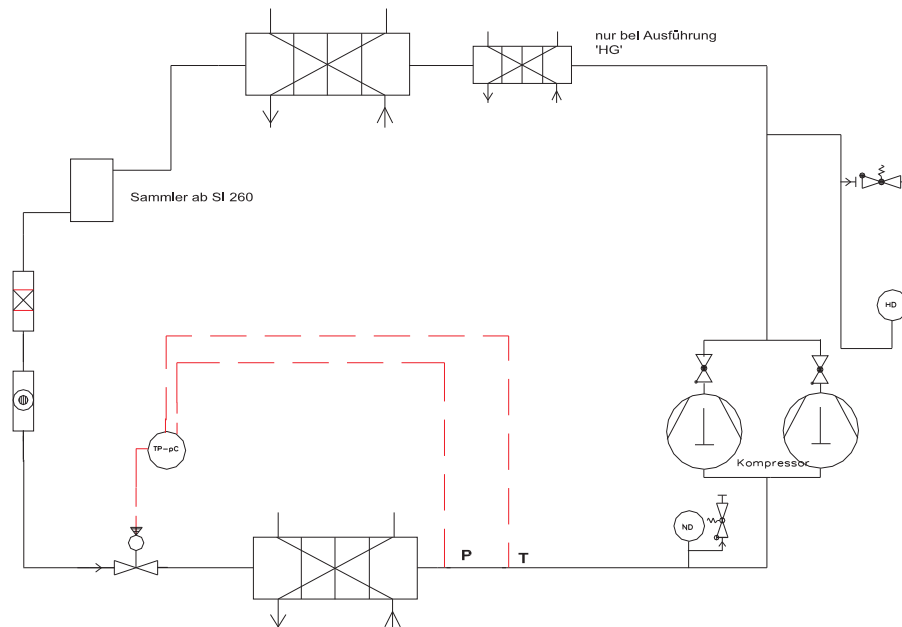 nur bei Ausführung
'HG'
Sammler ab SI 260
HD
TP-pC
Kompressor
ND
P
T